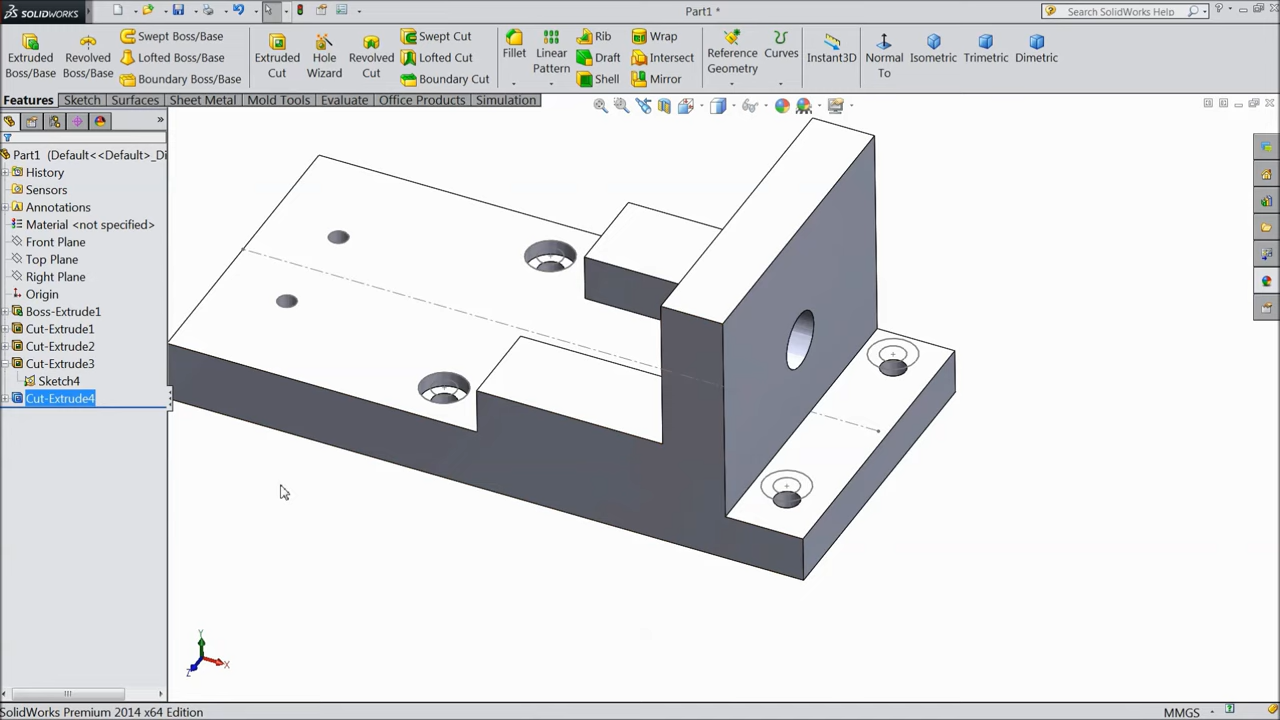 SOLIDWORKS
Part1 *
Search SolidWorks Help
Extruded Boss/Base
Revolved Boss/Base
Swept Boss/Base
Lofted Boss/Base
Boundary Boss/Base
Extruded Cut
Hole Wizard
Revolved Cut
Swept Cut
Lofted Cut
Boundary Cut
Fillet
Linear Pattern
Rib
Draft
Shell
Wrap
Intersect
Mirror
Reference Geometry
Curves
Instant3D
Normal To
Isometric
Trimetric
Dimetric
Features
Sketch
Surfaces
Sheet Metal
Mold Tools
Evaluate
Office Products
Simulation
Part1 (Default<<Default>_Di
History
Sensors
Annotations
Material <not specified>
Front Plane
Top Plane
Right Plane
Origin
Boss-Extrude1
Cut-Extrude1
Cut-Extrude2
Cut-Extrude3
Sketch4
Cut-Extrude4
Y
X
Z
SolidWorks Premium 2014 x64 Edition
MMGS